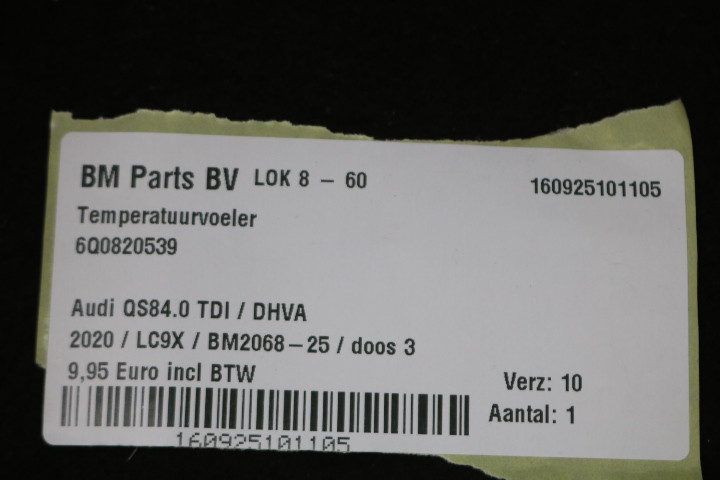 BM Parts BV LOK 8 - 60 160925101105
Temperatuurvoeler
6Q0820539
Audi QS84.0 TDI / DHVA
2020 / LC9X / BM2068-25 / doos 3
9,95 Euro incl BTW
Verz: 10
Aantal: 1
160925101105